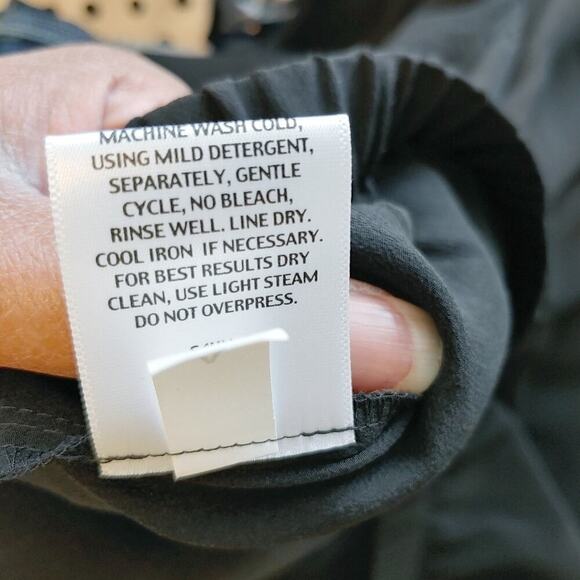 MACHINE WASH COLD,
USING MILD DETERGENT,
SEPARATELY, GENTLE
CYCLE, NO BLEACH,
RINSE WELL. LINE DRY.
COOL IRON IF NECESSARY.
FOR BEST RESULTS DRY
CLEAN, USE LIGHT STEAM
DO NOT OVERPRESS.